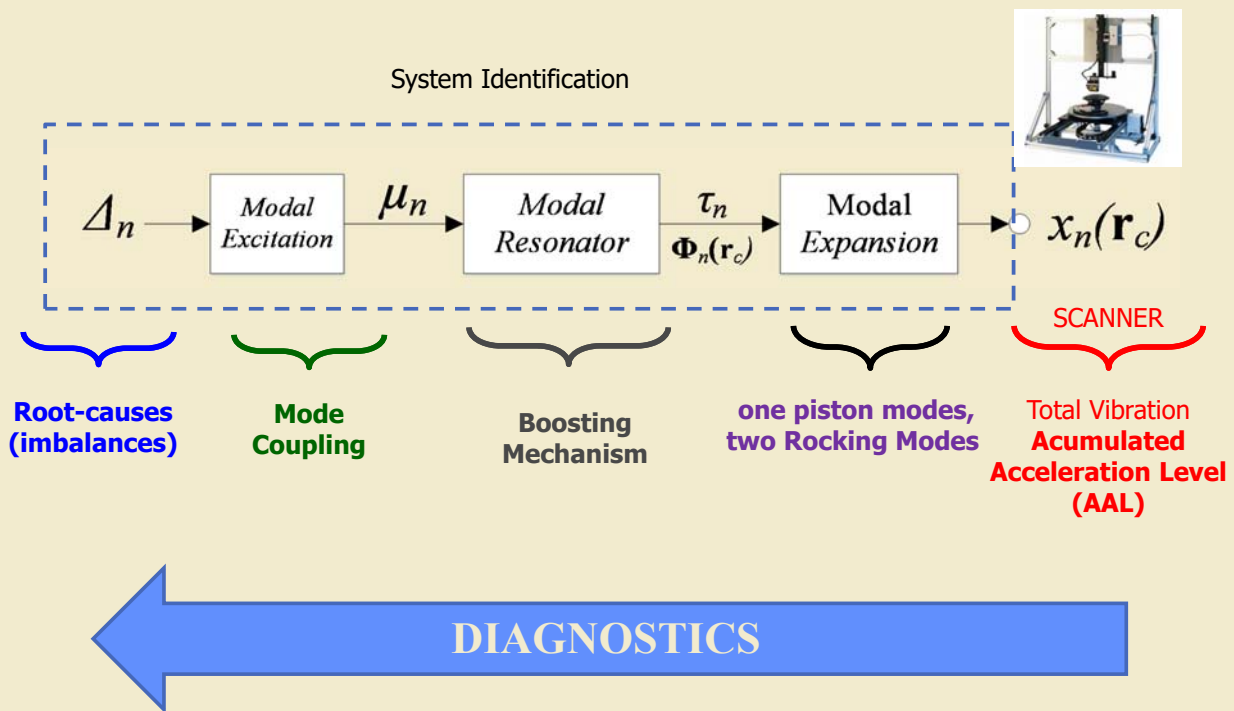 System Identification
Δn
Modal
Excitation
μn
Modal
Resonator
τn
Φn(rc)
Modal
Expansion
xn(rc)
SCANNER
Root-causes
(imbalances)
Mode
Coupling
Boosting
Mechanism
one piston modes,
two Rocking Modes
Total Vibration
Acumulated
Acceleration Level
(AAL)
DIAGNOSTICS